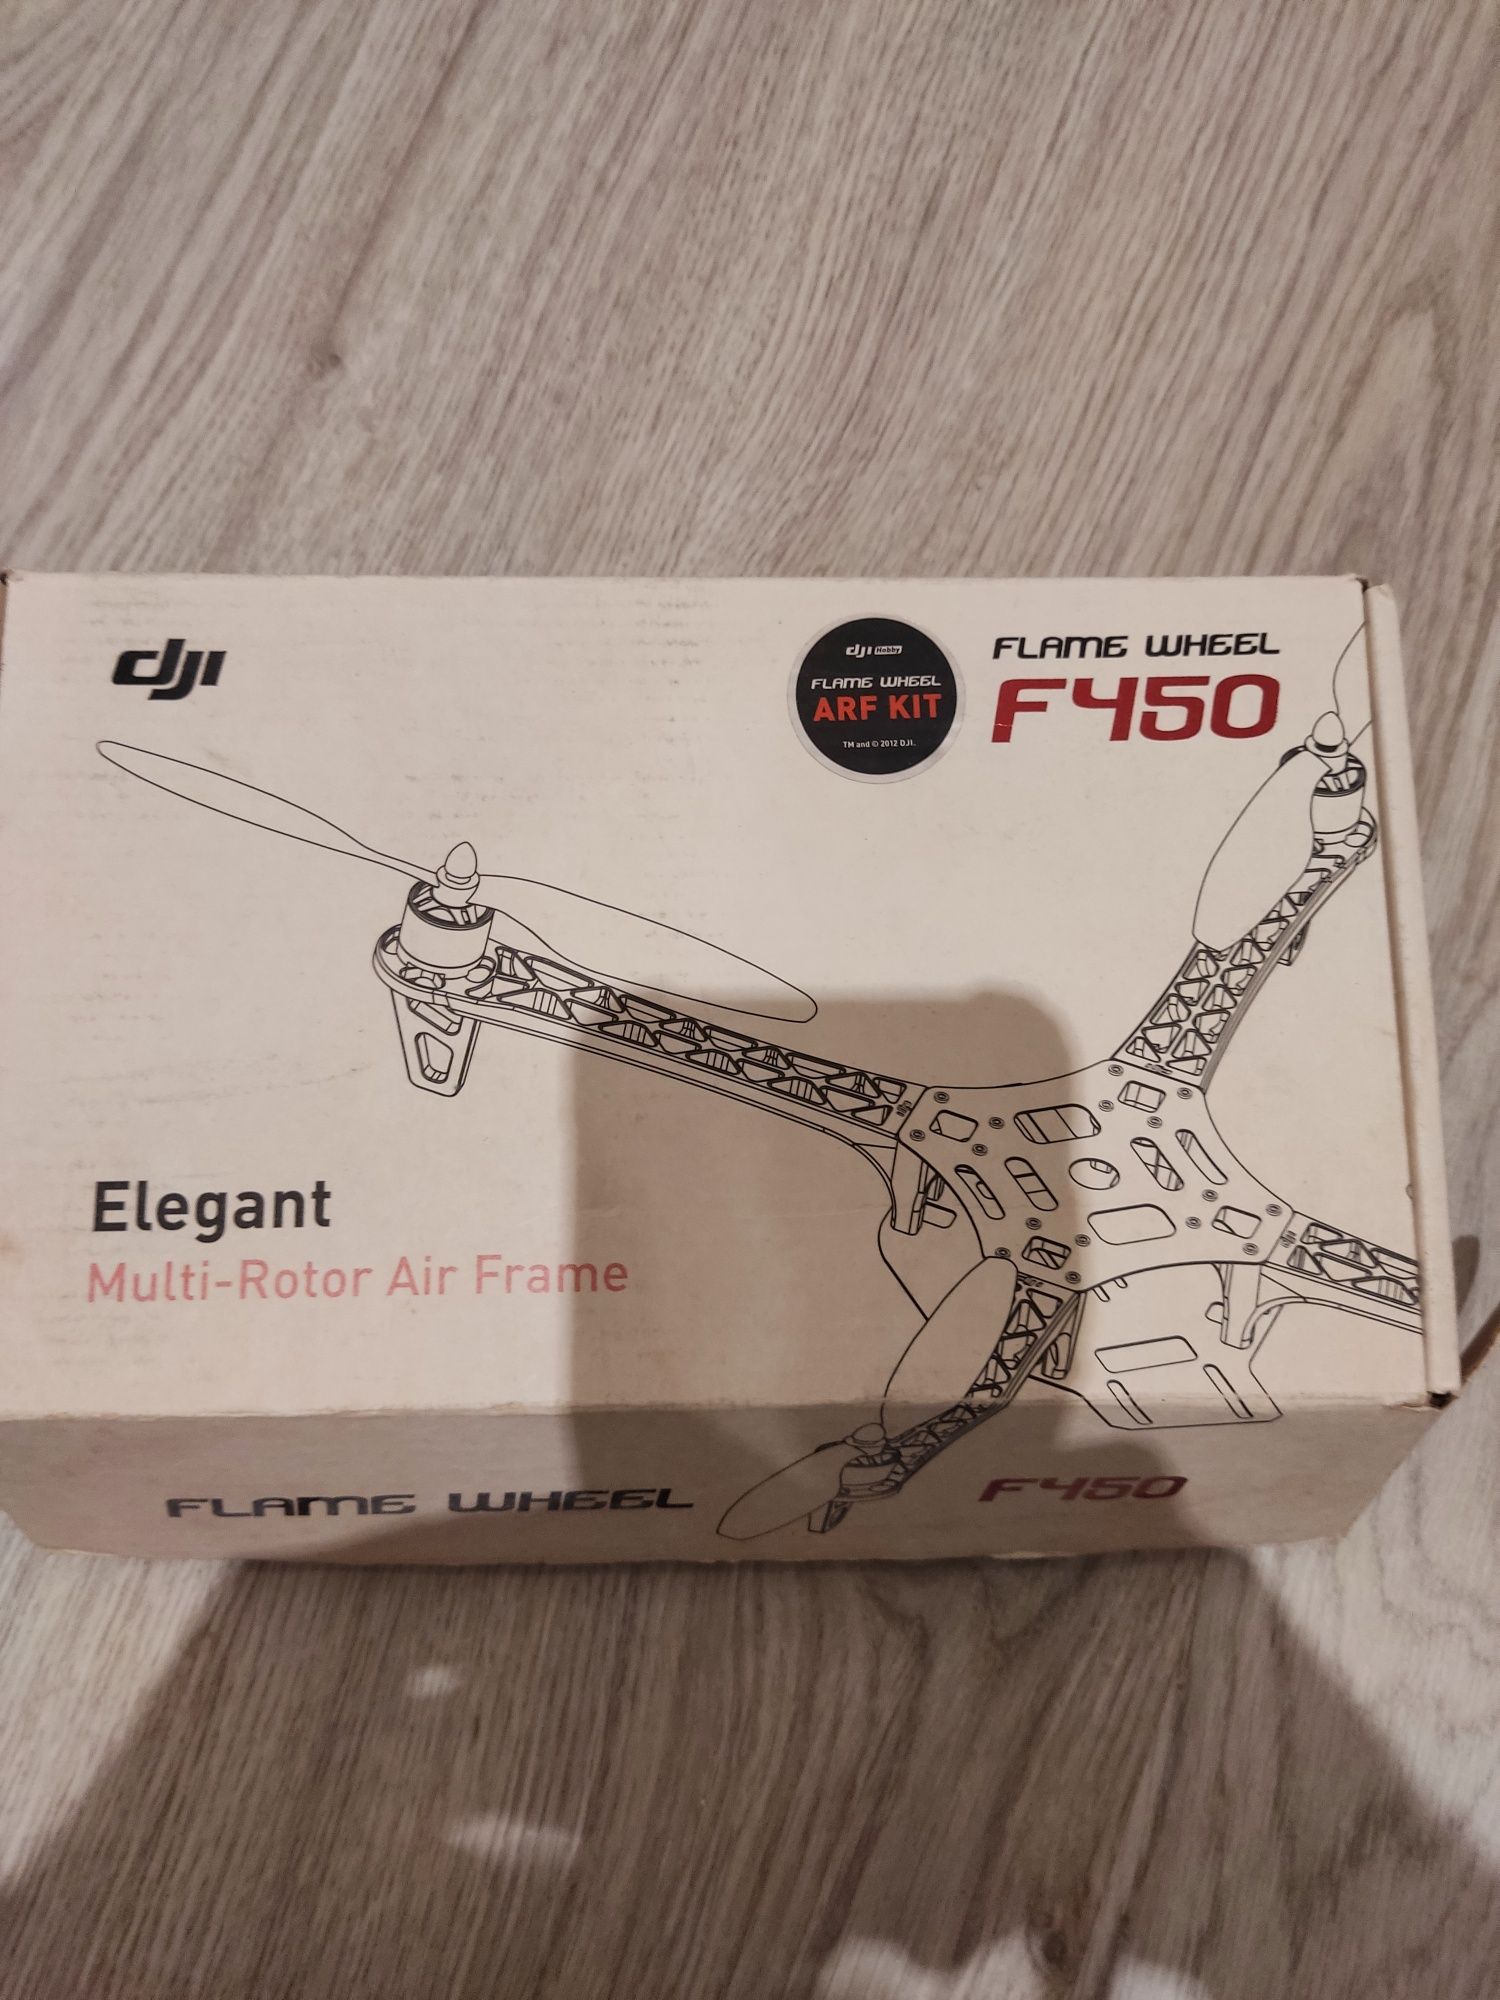 dji
dji Hobby
FLAME WHEEL
ARF KIT
TM and © 2012 DJI.
FLAME WHEEL
F450
Elegant
Multi-Rotor Air Frame
FLAME WHEEL
F450